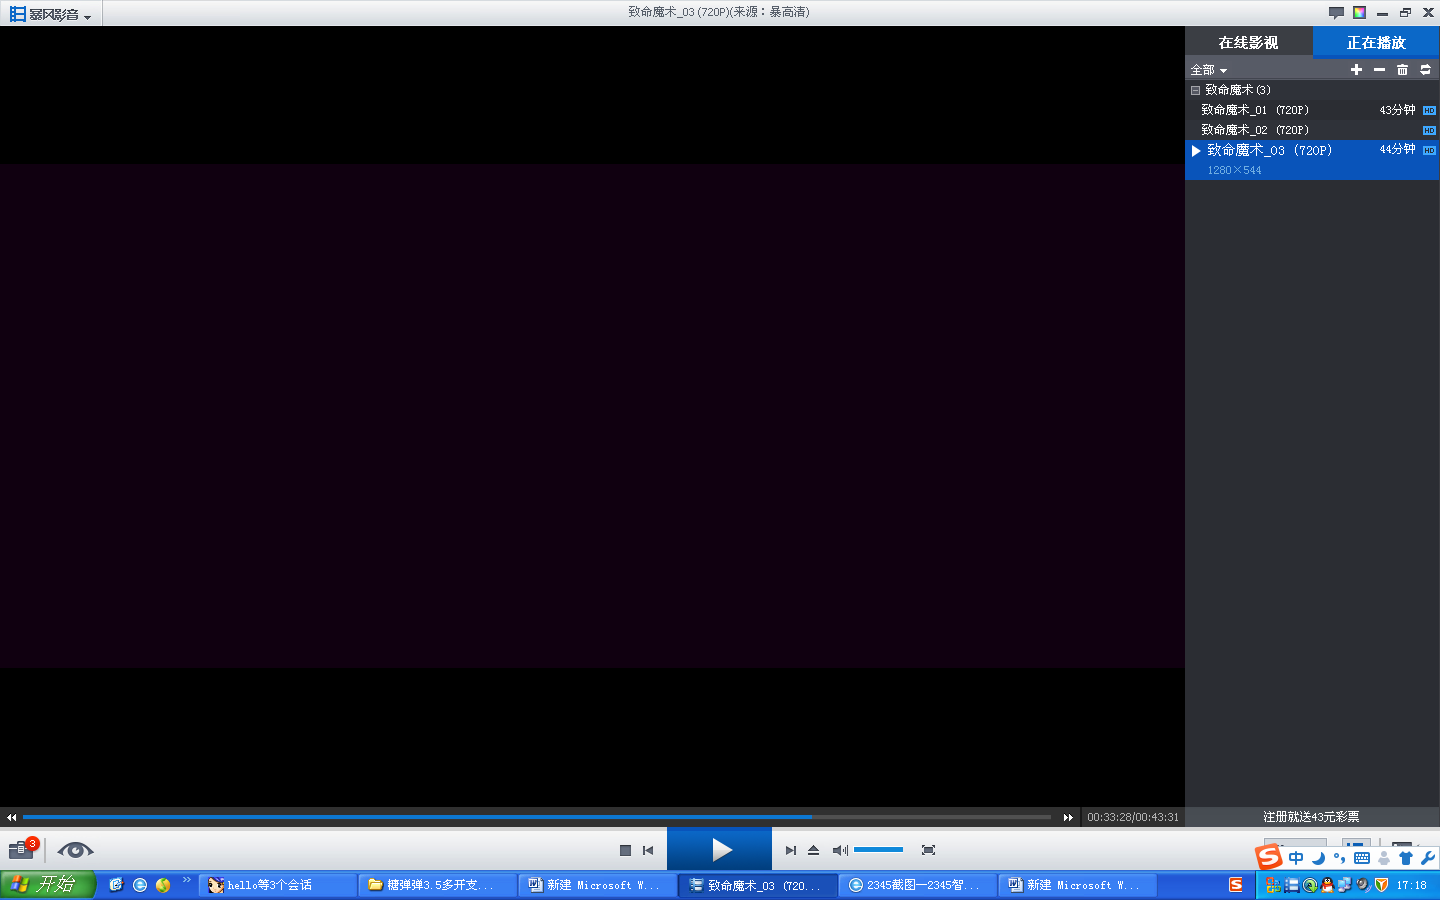 暴风影音
致命魔术_03 (720P)(来源：暴高清)
在线影视 正在播放
全部
致命魔术(3)
致命魔术_01 (720P) 43分钟 HD
致命魔术_02 (720P) HD
致命魔术_03 (720P) 44分钟 HD
1280×544
00:33:28/00:43:31
注册就送43元彩票
3
中
开始
hello等3个会话
糖弹弹3.5多开支...
新建 Microsoft W...
致命魔术_03 (720...
2345截图—2345智...
新建 Microsoft W...
17:18